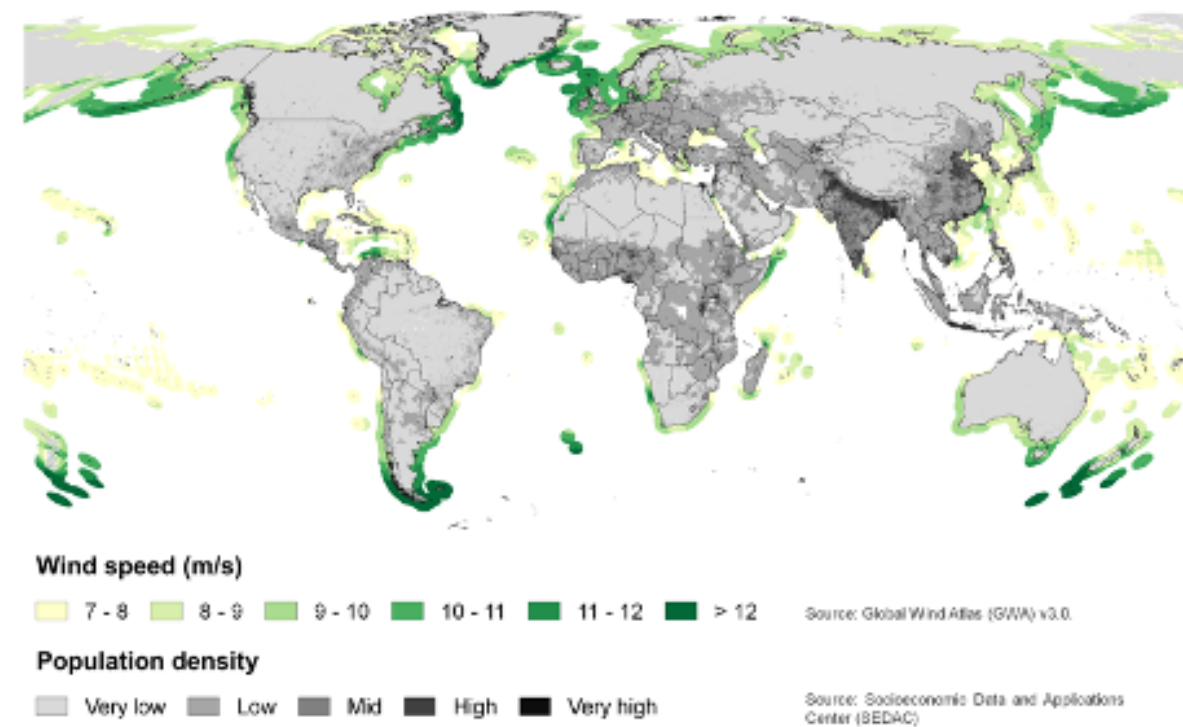 Wind speed (m/s)
7 - 8 8 - 9 9 - 10 10 - 11 11 - 12 > 12 Source: Global Wind Atlas (GWA) v3.0.
Population density
Very low Low Mid High Very high Source: Socioeconomic Data and Applications
Center (SEDAC)